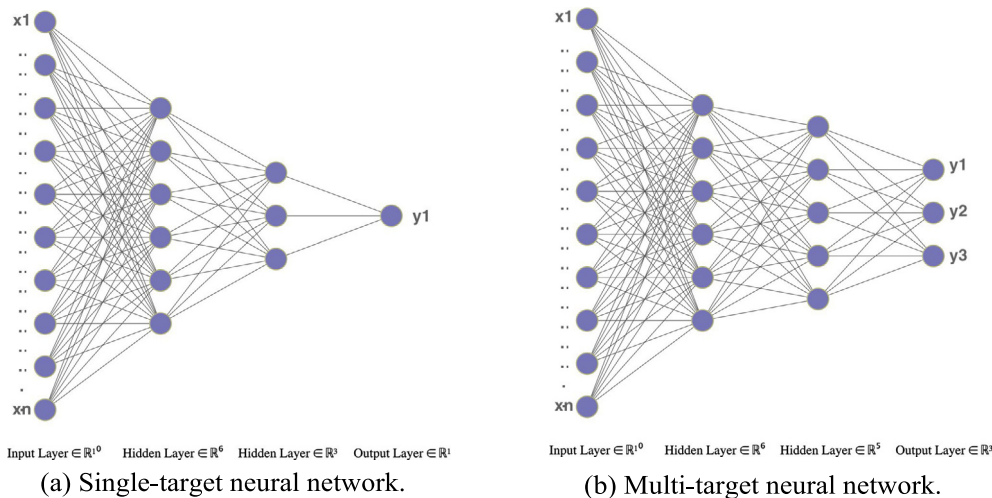 x1
y1
xn
Input Layer ∈ ℝ¹⁰ Hidden Layer ∈ ℝ⁶ Hidden Layer ∈ ℝ³ Output Layer ∈ ℝ¹
(a) Single-target neural network.
x1
y1
y2
y3
xn
Input Layer ∈ ℝ¹⁰ Hidden Layer ∈ ℝ⁶ Hidden Layer ∈ ℝ⁵ Output Layer ∈ ℝ³
(b) Multi-target neural network.